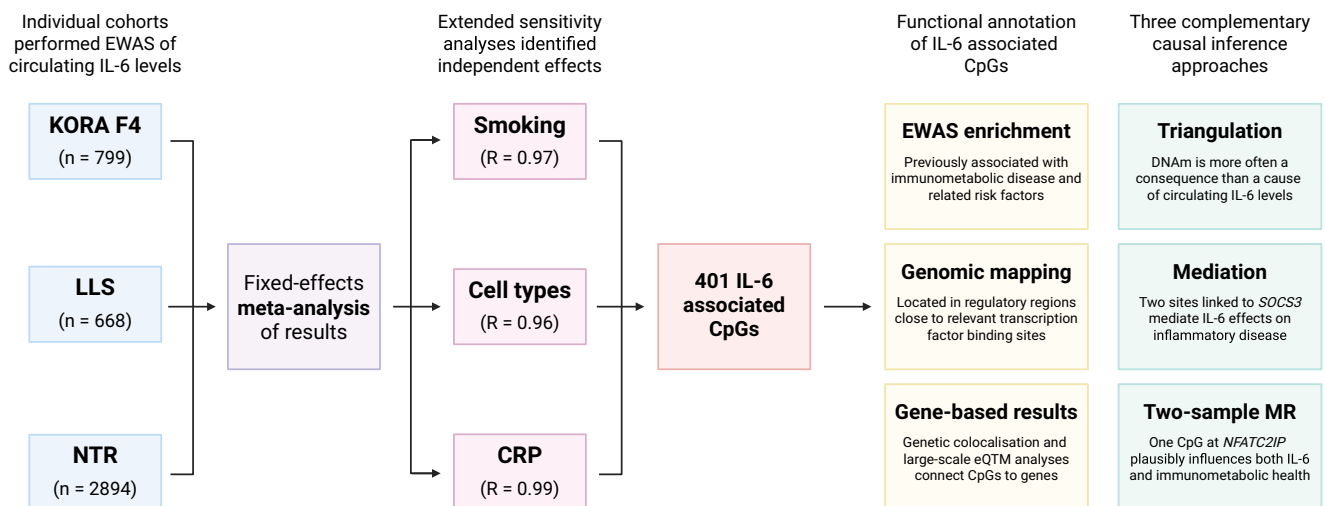 Individual cohorts
performed EWAS of
circulating IL-6 levels
KORA F4
(n = 799)
LLS
(n = 668)
NTR
(n = 2894)
Fixed-effects
meta-analysis
of results
Extended sensitivity
analyses identified
independent effects
Smoking
(R = 0.97)
Cell types
(R = 0.96)
CRP
(R = 0.99)
401 IL-6
associated
CpGs
Functional annotation
of IL-6 associated
CpGs
EWAS enrichment
Previously associated with
immunometabolic disease and
related risk factors
Genomic mapping
Located in regulatory regions
close to relevant transcription
factor binding sites
Gene-based results
Genetic colocalisation and
large-scale eQTM analyses
connect CpGs to genes
Three complementary
causal inference
approaches
Triangulation
DNAm is more often a
consequence than a cause
of circulating IL-6 levels
Mediation
Two sites linked to SOCS3
mediate IL-6 effects on
inflammatory disease
Two-sample MR
One CpG at NFATC2IP
plausibly influences both IL-6
and immunometabolic health